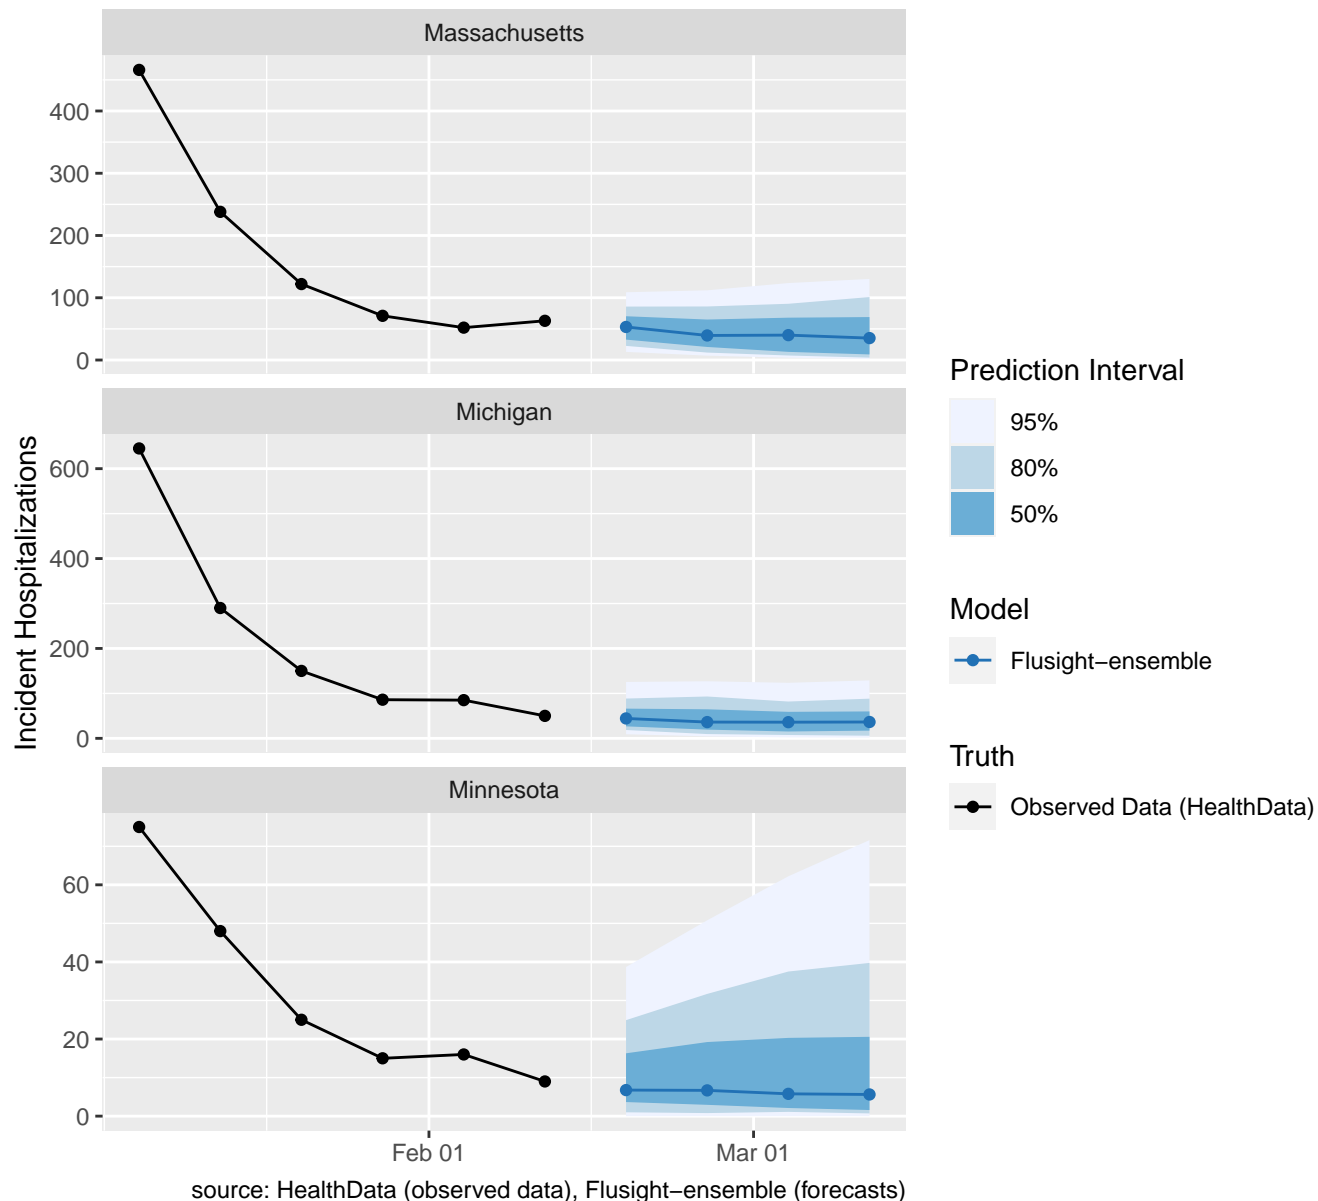 Massachusetts
400
300
200
100
0
Michigan
600
400
200
0
Minnesota
60
40
20
0
Incident Hospitalizations
Feb 01
Mar 01
source: HealthData (observed data), Flusight−ensemble (forecasts)
Prediction Interval
95%
80%
50%
Model
Flusight−ensemble
Truth
Observed Data (HealthData)